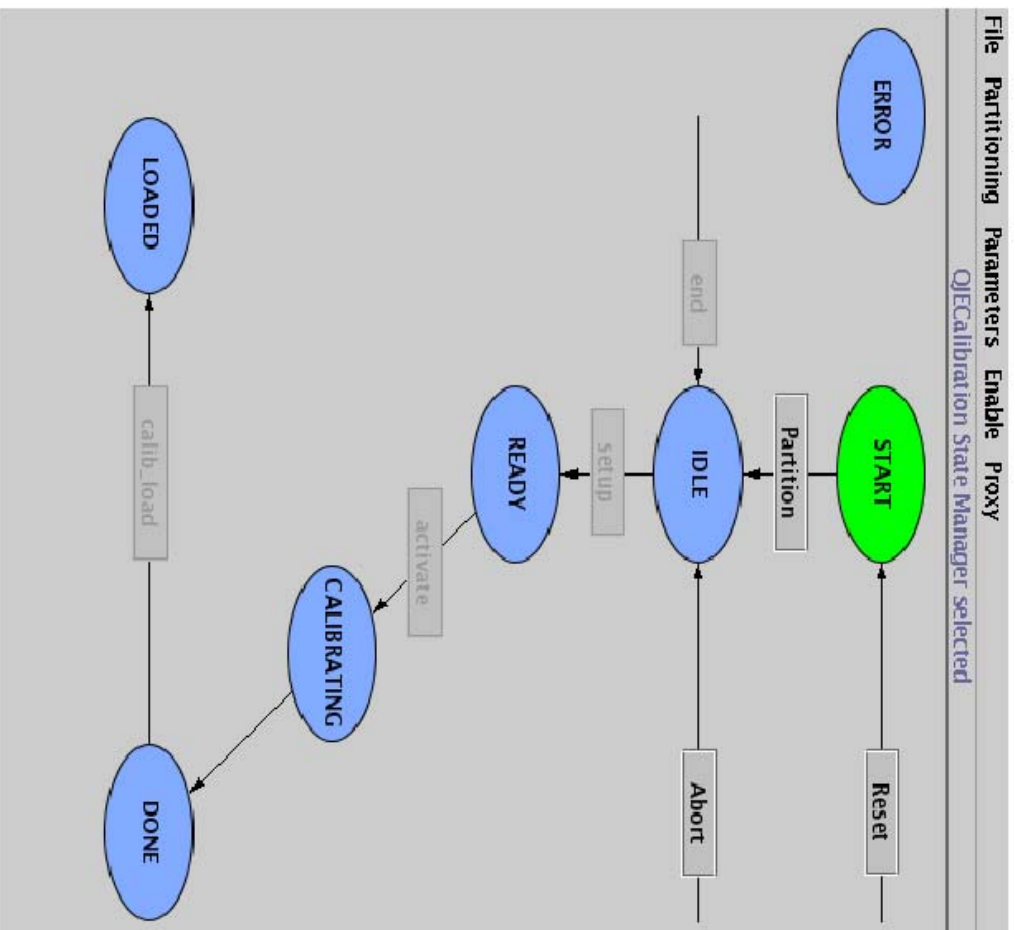 File Partitioning Parameters Enable Proxy
QJECalibration State Manager selected
ERROR
START
Reset
Partition
end
IDLE
Abort
setup
READY
activate
CALIBRATING
LOADED
calib_load
DONE